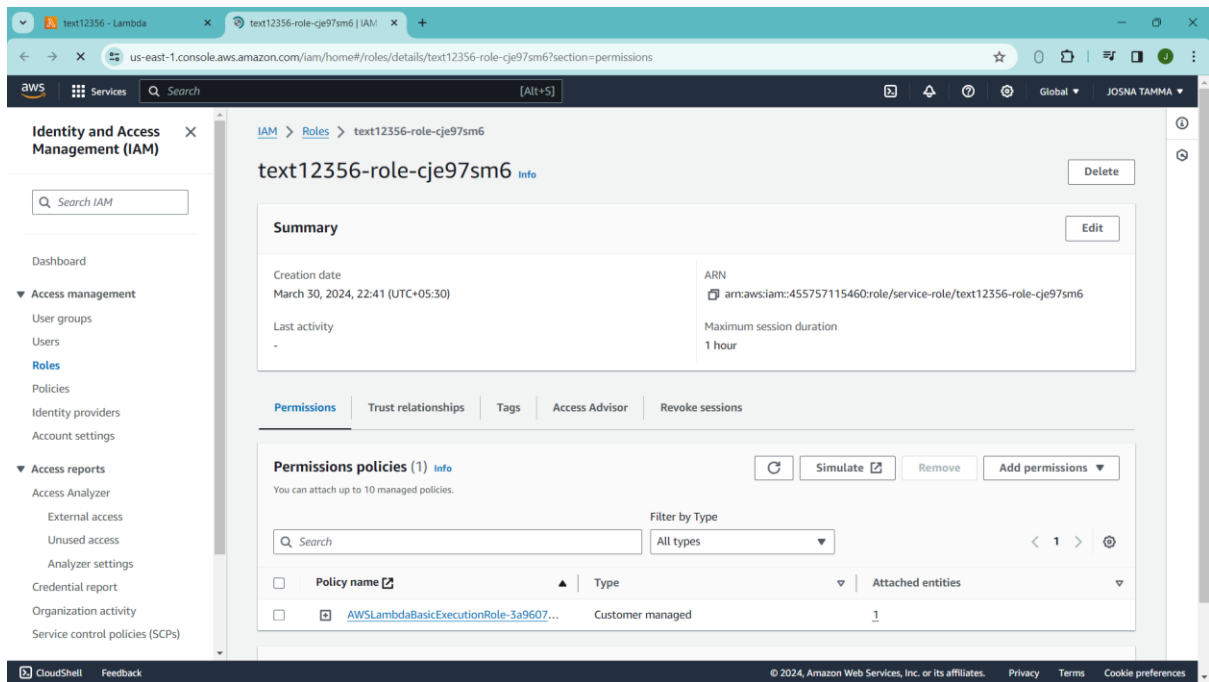 text12356 - Lambda
text12356-role-cje97sm6 | IAM
us-east-1.console.aws.amazon.com/iam/home#/roles/details/text12356-role-cje97sm6?section=permissions
J
aws
Services
Search
[Alt+S]
Global
JOSNA TAMMA
Identity and Access
Management (IAM)
Search IAM
Dashboard
Access management
User groups
Users
Roles
Policies
Identity providers
Account settings
Access reports
Access Analyzer
External access
Unused access
Analyzer settings
Credential report
Organization activity
Service control policies (SCPs)
IAM > Roles > text12356-role-cje97sm6
text12356-role-cje97sm6 Info
Delete
Summary
Edit
Creation date
March 30, 2024, 22:41 (UTC+05:30)
ARN
arn:aws:iam::455757115460:role/service-role/text12356-role-cje97sm6
Last activity
-
Maximum session duration
1 hour
Permissions
Trust relationships
Tags
Access Advisor
Revoke sessions
Permissions policies (1) Info
You can attach up to 10 managed policies.
Simulate
Remove
Add permissions
Filter by Type
Search
All types
1
Policy name
Type
Attached entities
AWSLambdaBasicExecutionRole-3a9607...
Customer managed
1
CloudShell
Feedback
© 2024, Amazon Web Services, Inc. or its affiliates.
Privacy
Terms
Cookie preferences